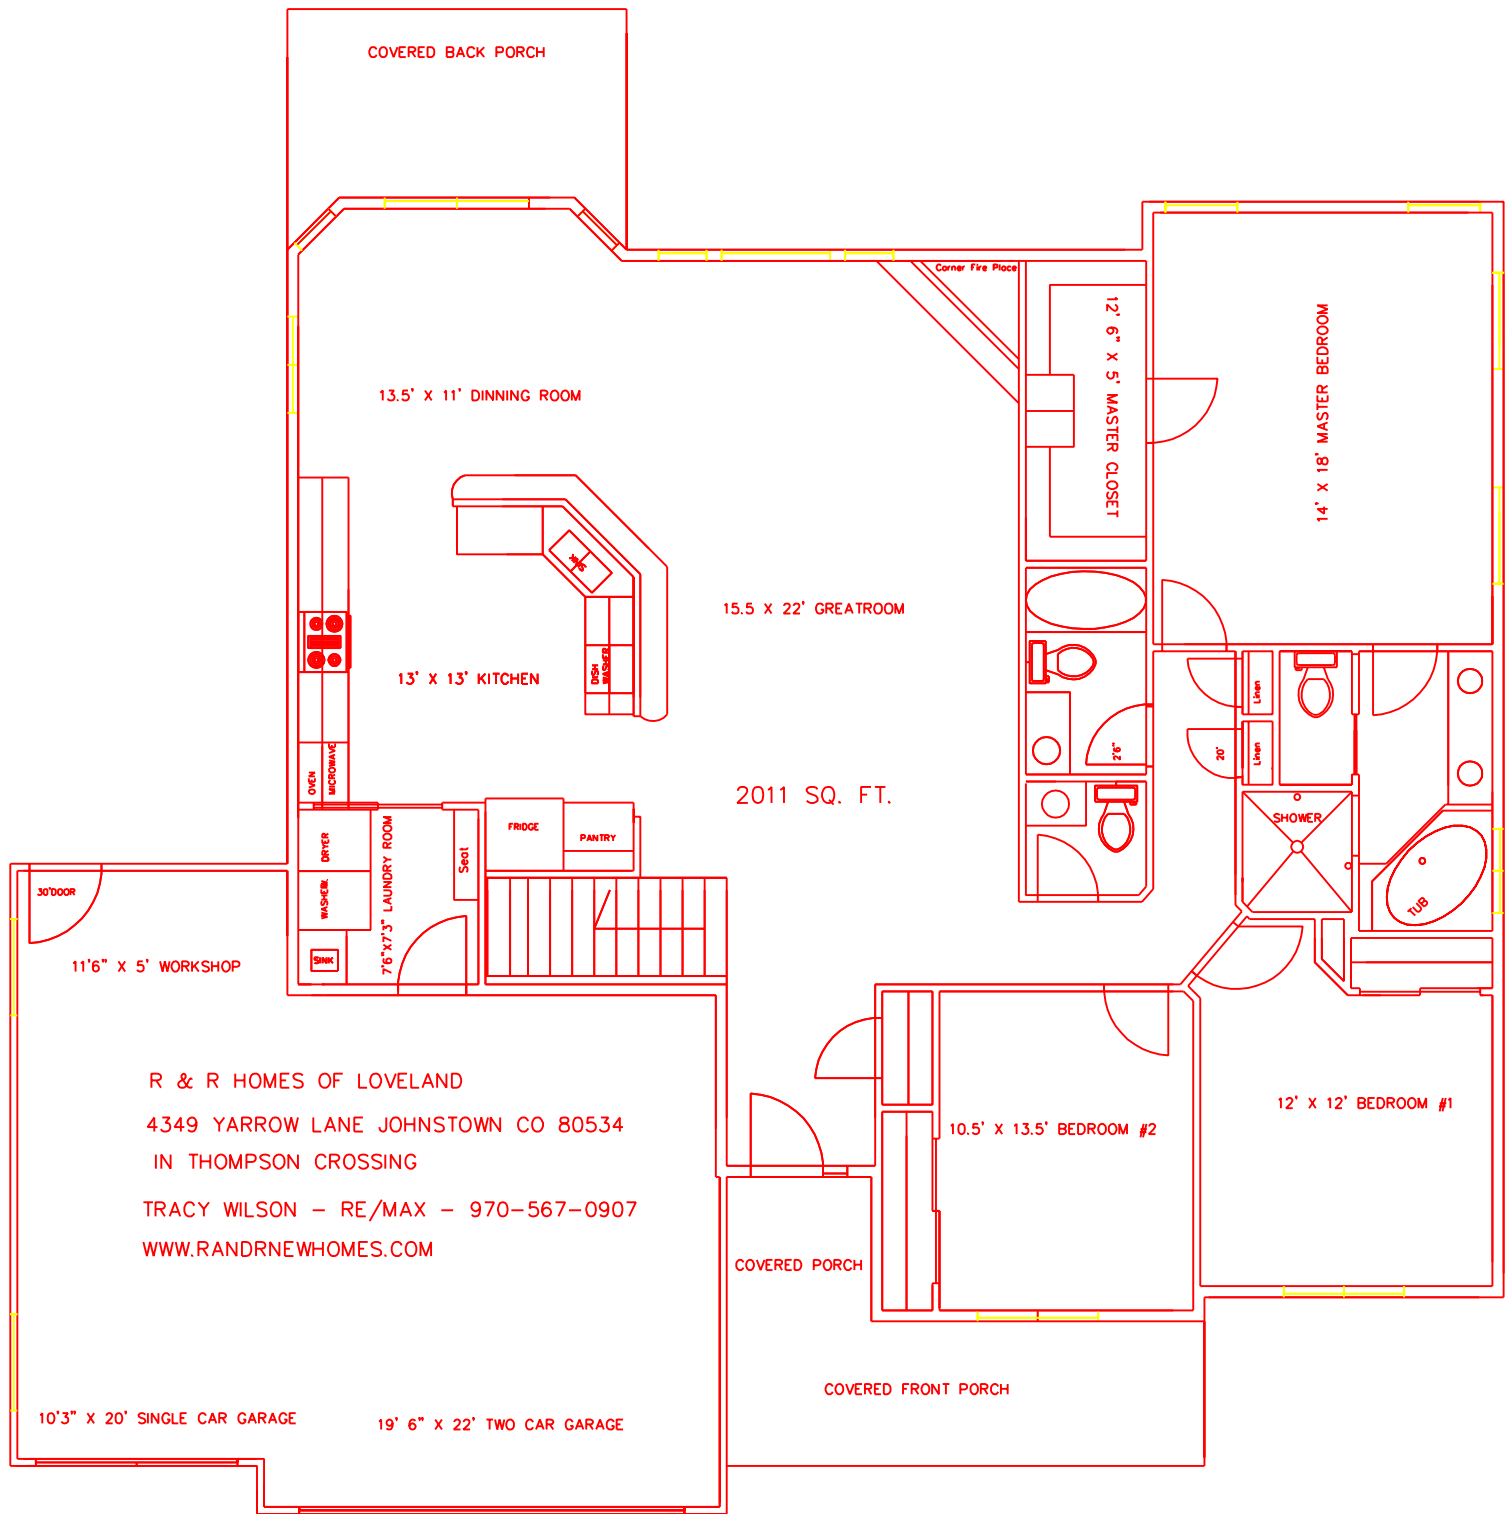 COVERED BACK PORCH
Corner Fire Place
12' 6" X 5' MASTER CLOSET
14' X 18' MASTER BEDROOM
13.5' X 11' DINNING ROOM
SINK
15.5 X 22' GREATROOM
DISH
WASHER
13' X 13' KITCHEN
OVEN
MICROWAVE
2'6"
20'
Linen
Linen
2011 SQ. FT.
FRIDGE
PANTRY
SHOWER
TUB
DRYER
WASHER
7'6"X7'3" LAUNDRY ROOM
Seat
SINK
30"DOOR
11'6" X 5' WORKSHOP
R & R HOMES OF LOVELAND
4349 YARROW LANE JOHNSTOWN CO 80534
IN THOMPSON CROSSING
TRACY WILSON - RE/MAX - 970-567-0907
WWW.RANDRNEWHOMES.COM
12' X 12' BEDROOM #1
10.5' X 13.5' BEDROOM #2
COVERED PORCH
COVERED FRONT PORCH
10'3" X 20' SINGLE CAR GARAGE
19' 6" X 22' TWO CAR GARAGE